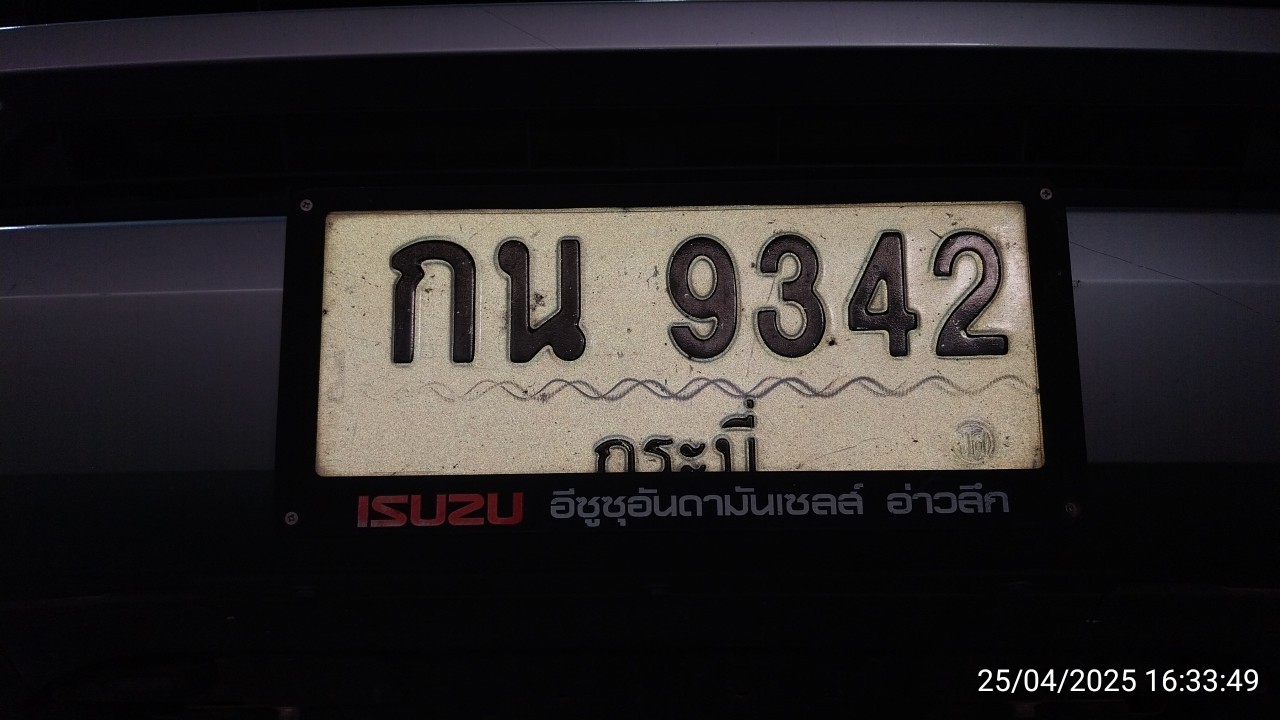 กน 9342
กระบี่
ISUZU อีซูซุอันดามันเซลส์ อ่าวลึก
25/04/2025 16:33:49